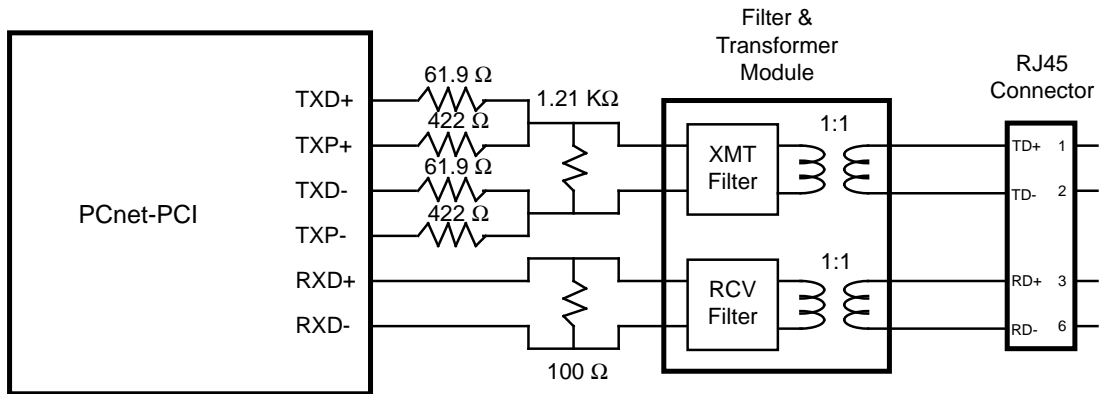 Filter &
Transformer
Module
RJ45
Connector
61.9 Ω
1.21 KΩ
TXD+
422 Ω
TXP+
61.9 Ω
TXD-
422 Ω
TXP-
PCnet-PCI
RXD+
RXD-
100 Ω
XMT
Filter
1:1
RCV
Filter
1:1
TD+ 1
TD- 2
RD+ 3
RD- 6